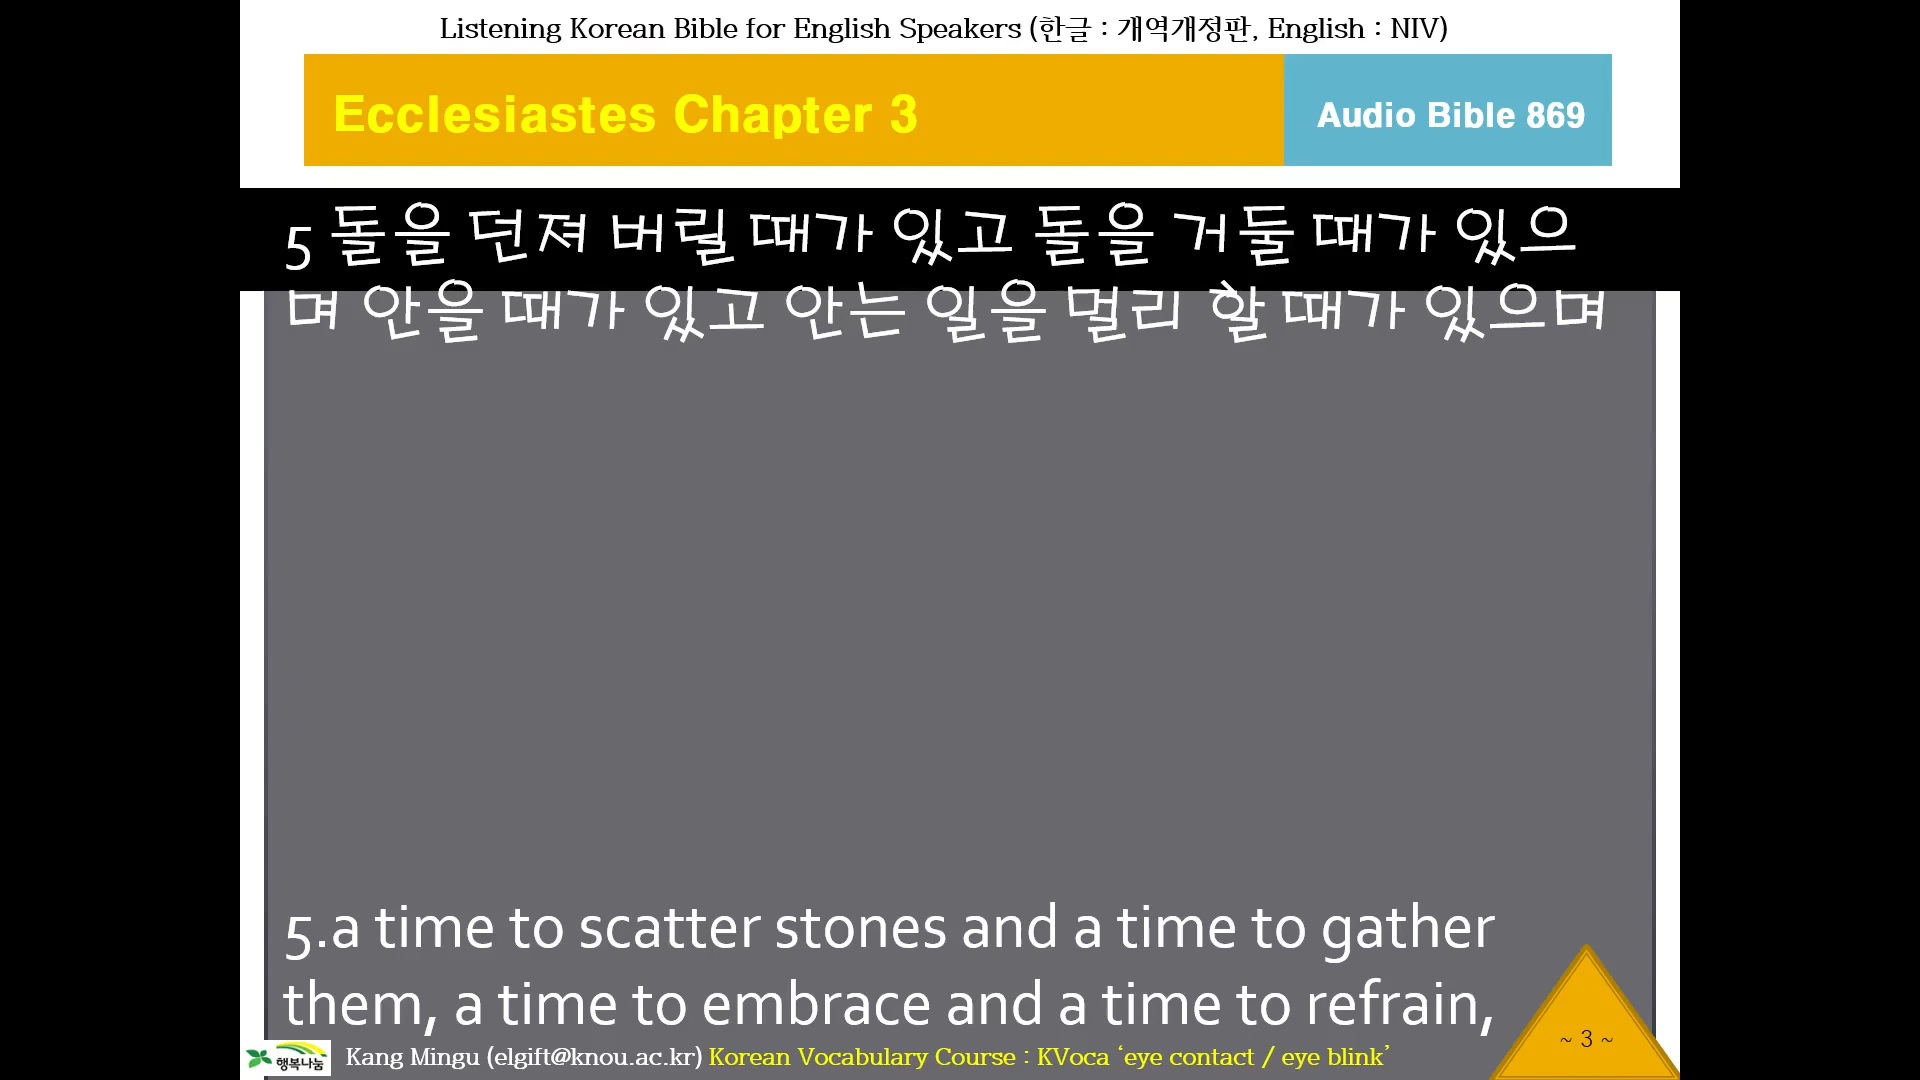 Listening Korean Bible for English Speakers (한글 : 개역개정판, English : NIV)
Ecclesiastes Chapter 3
Audio Bible 869
5 돌을 던져 버릴 때가 있고 돌을 거둘 때가 있으
며 안을 때가 있고 안는 일을 멀리 할 때가 있으며
5.a time to scatter stones and a time to gather
them, a time to embrace and a time to refrain,
~ 3 ~
행복나눔
Kang Mingu (elgift@knou.ac.kr) Korean Vocabulary Course : KVoca ‘eye contact / eye blink’